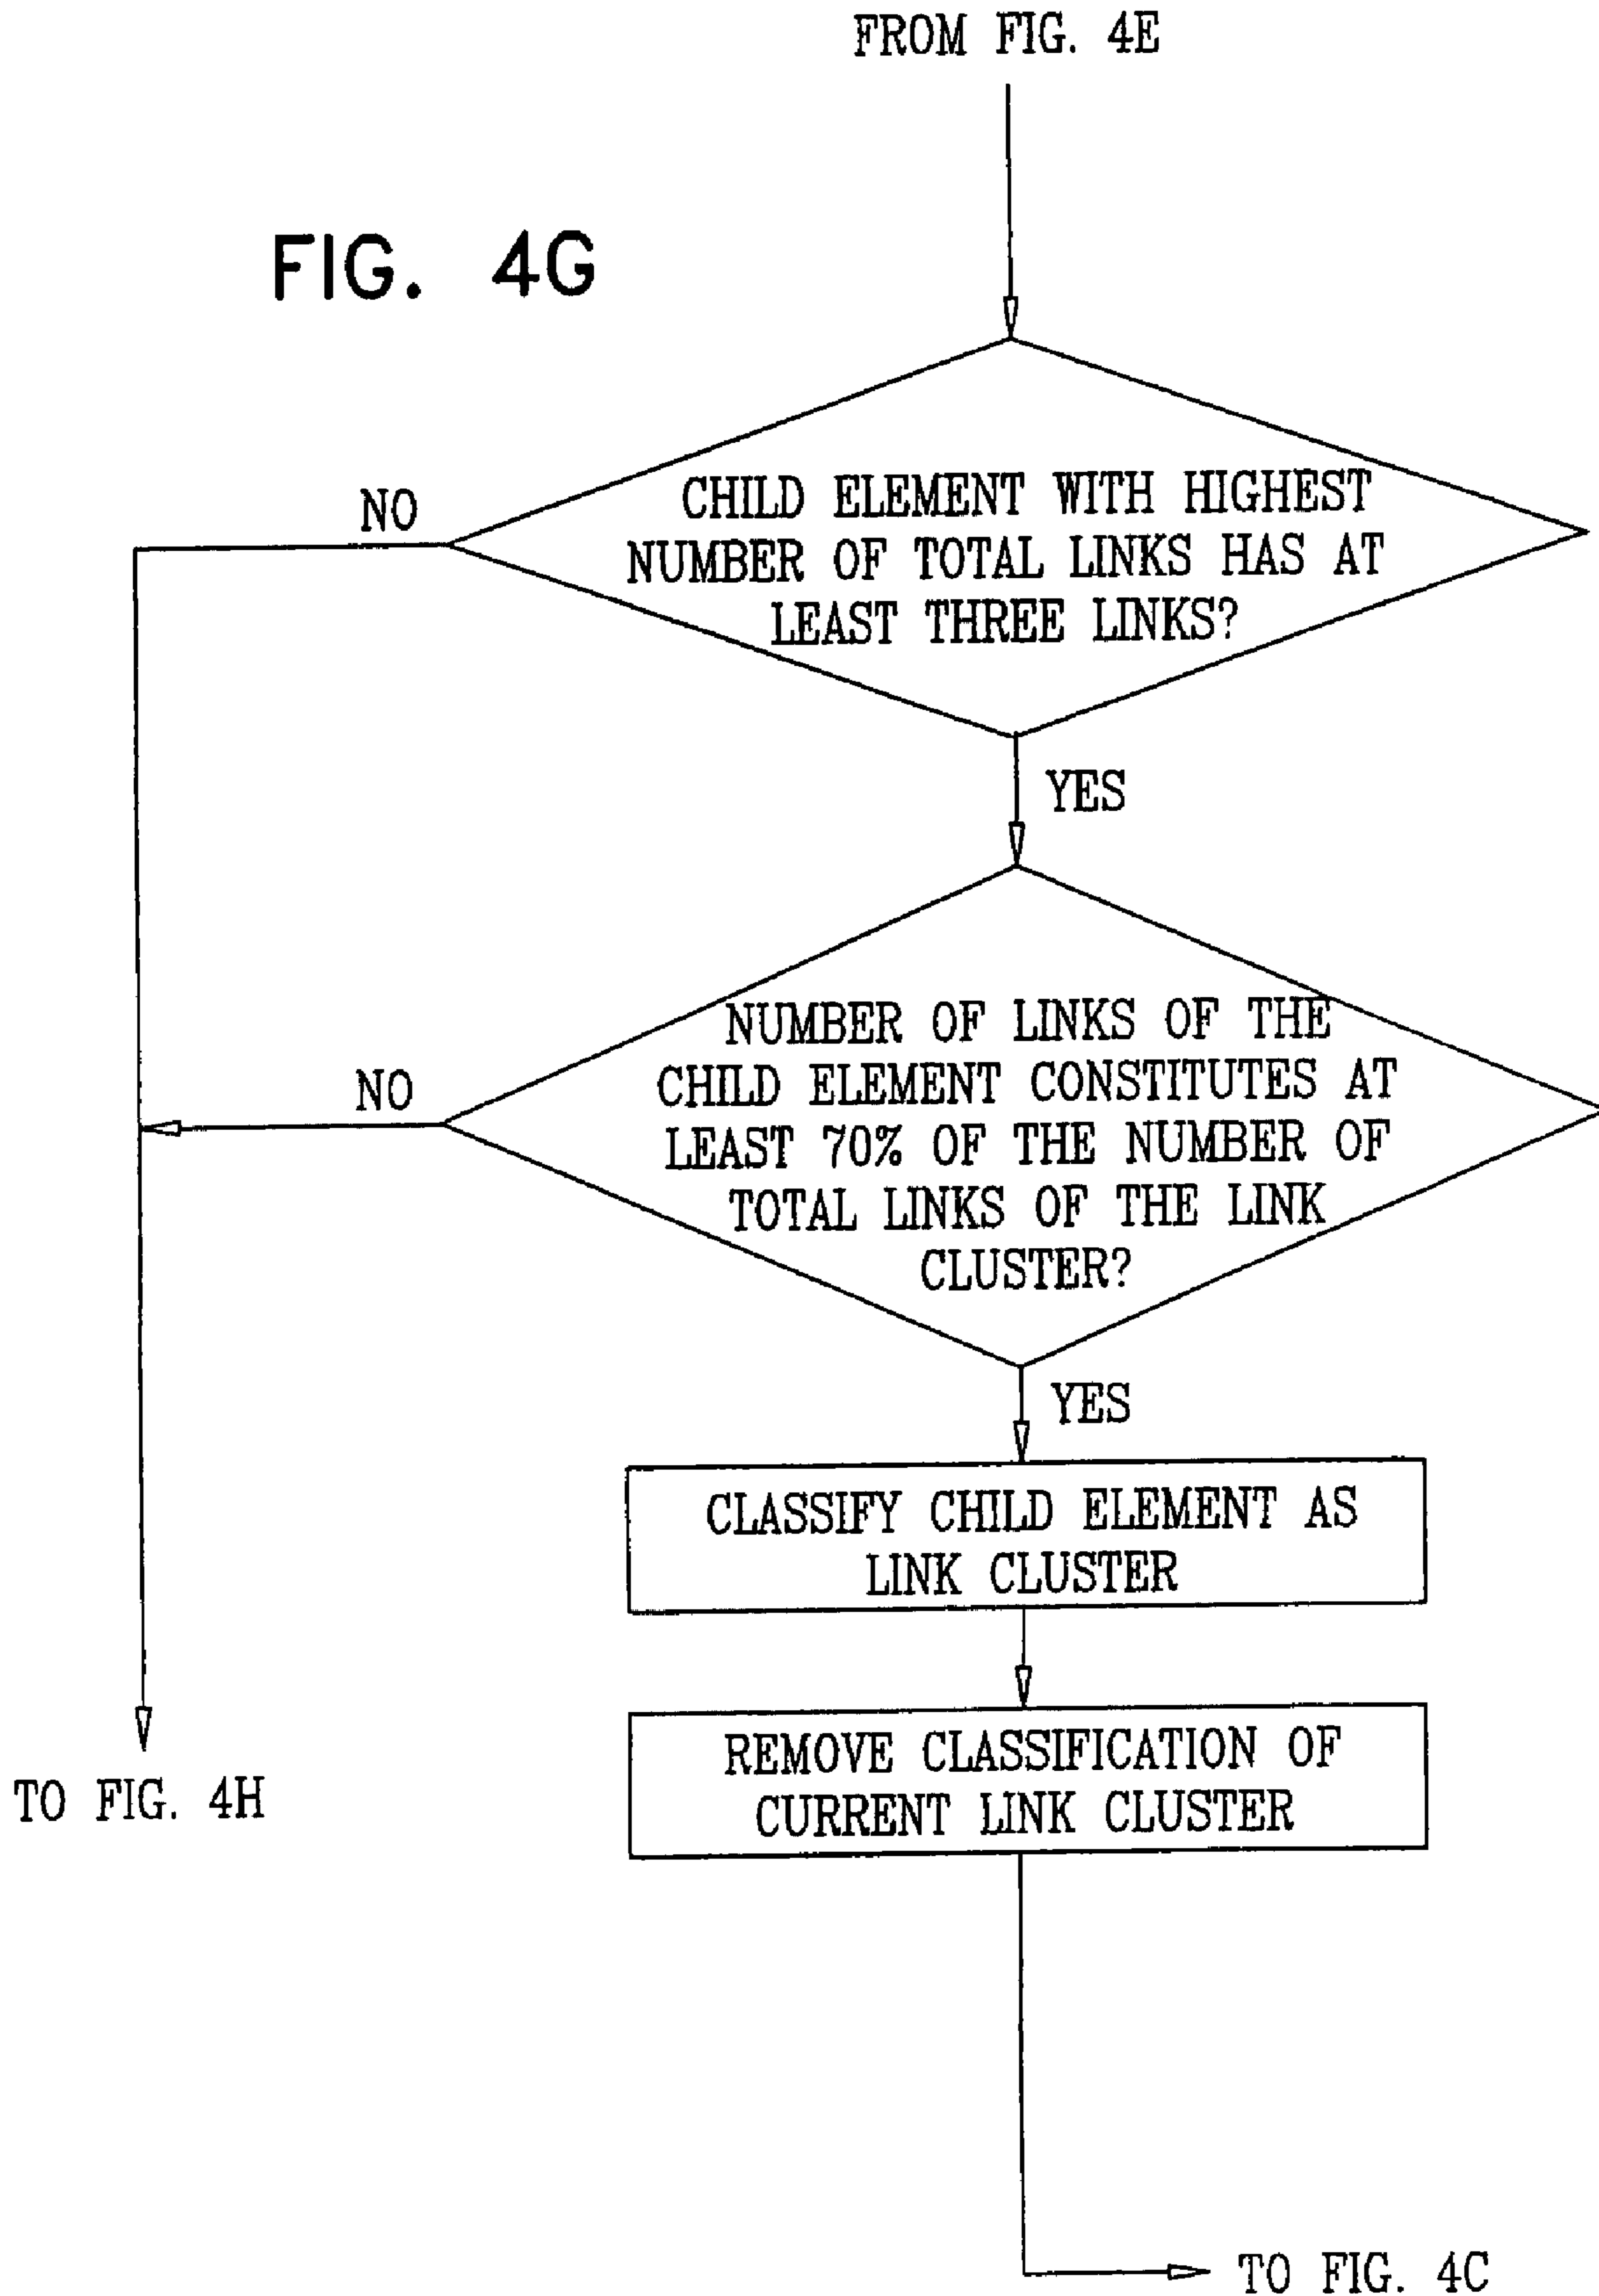 FROM FIG. 4E
FIG. 4G
CHILD ELEMENT WITH HIGHEST
NUMBER OF TOTAL LINKS HAS AT
LEAST THREE LINKS?
NO
YES
NUMBER OF LINKS OF THE
CHILD ELEMENT CONSTITUTES AT
LEAST 70% OF THE NUMBER OF
TOTAL LINKS OF THE LINK
CLUSTER?
NO
YES
CLASSIFY CHILD ELEMENT AS
LINK CLUSTER
REMOVE CLASSIFICATION OF
CURRENT LINK CLUSTER
TO FIG. 4H
TO FIG. 4C